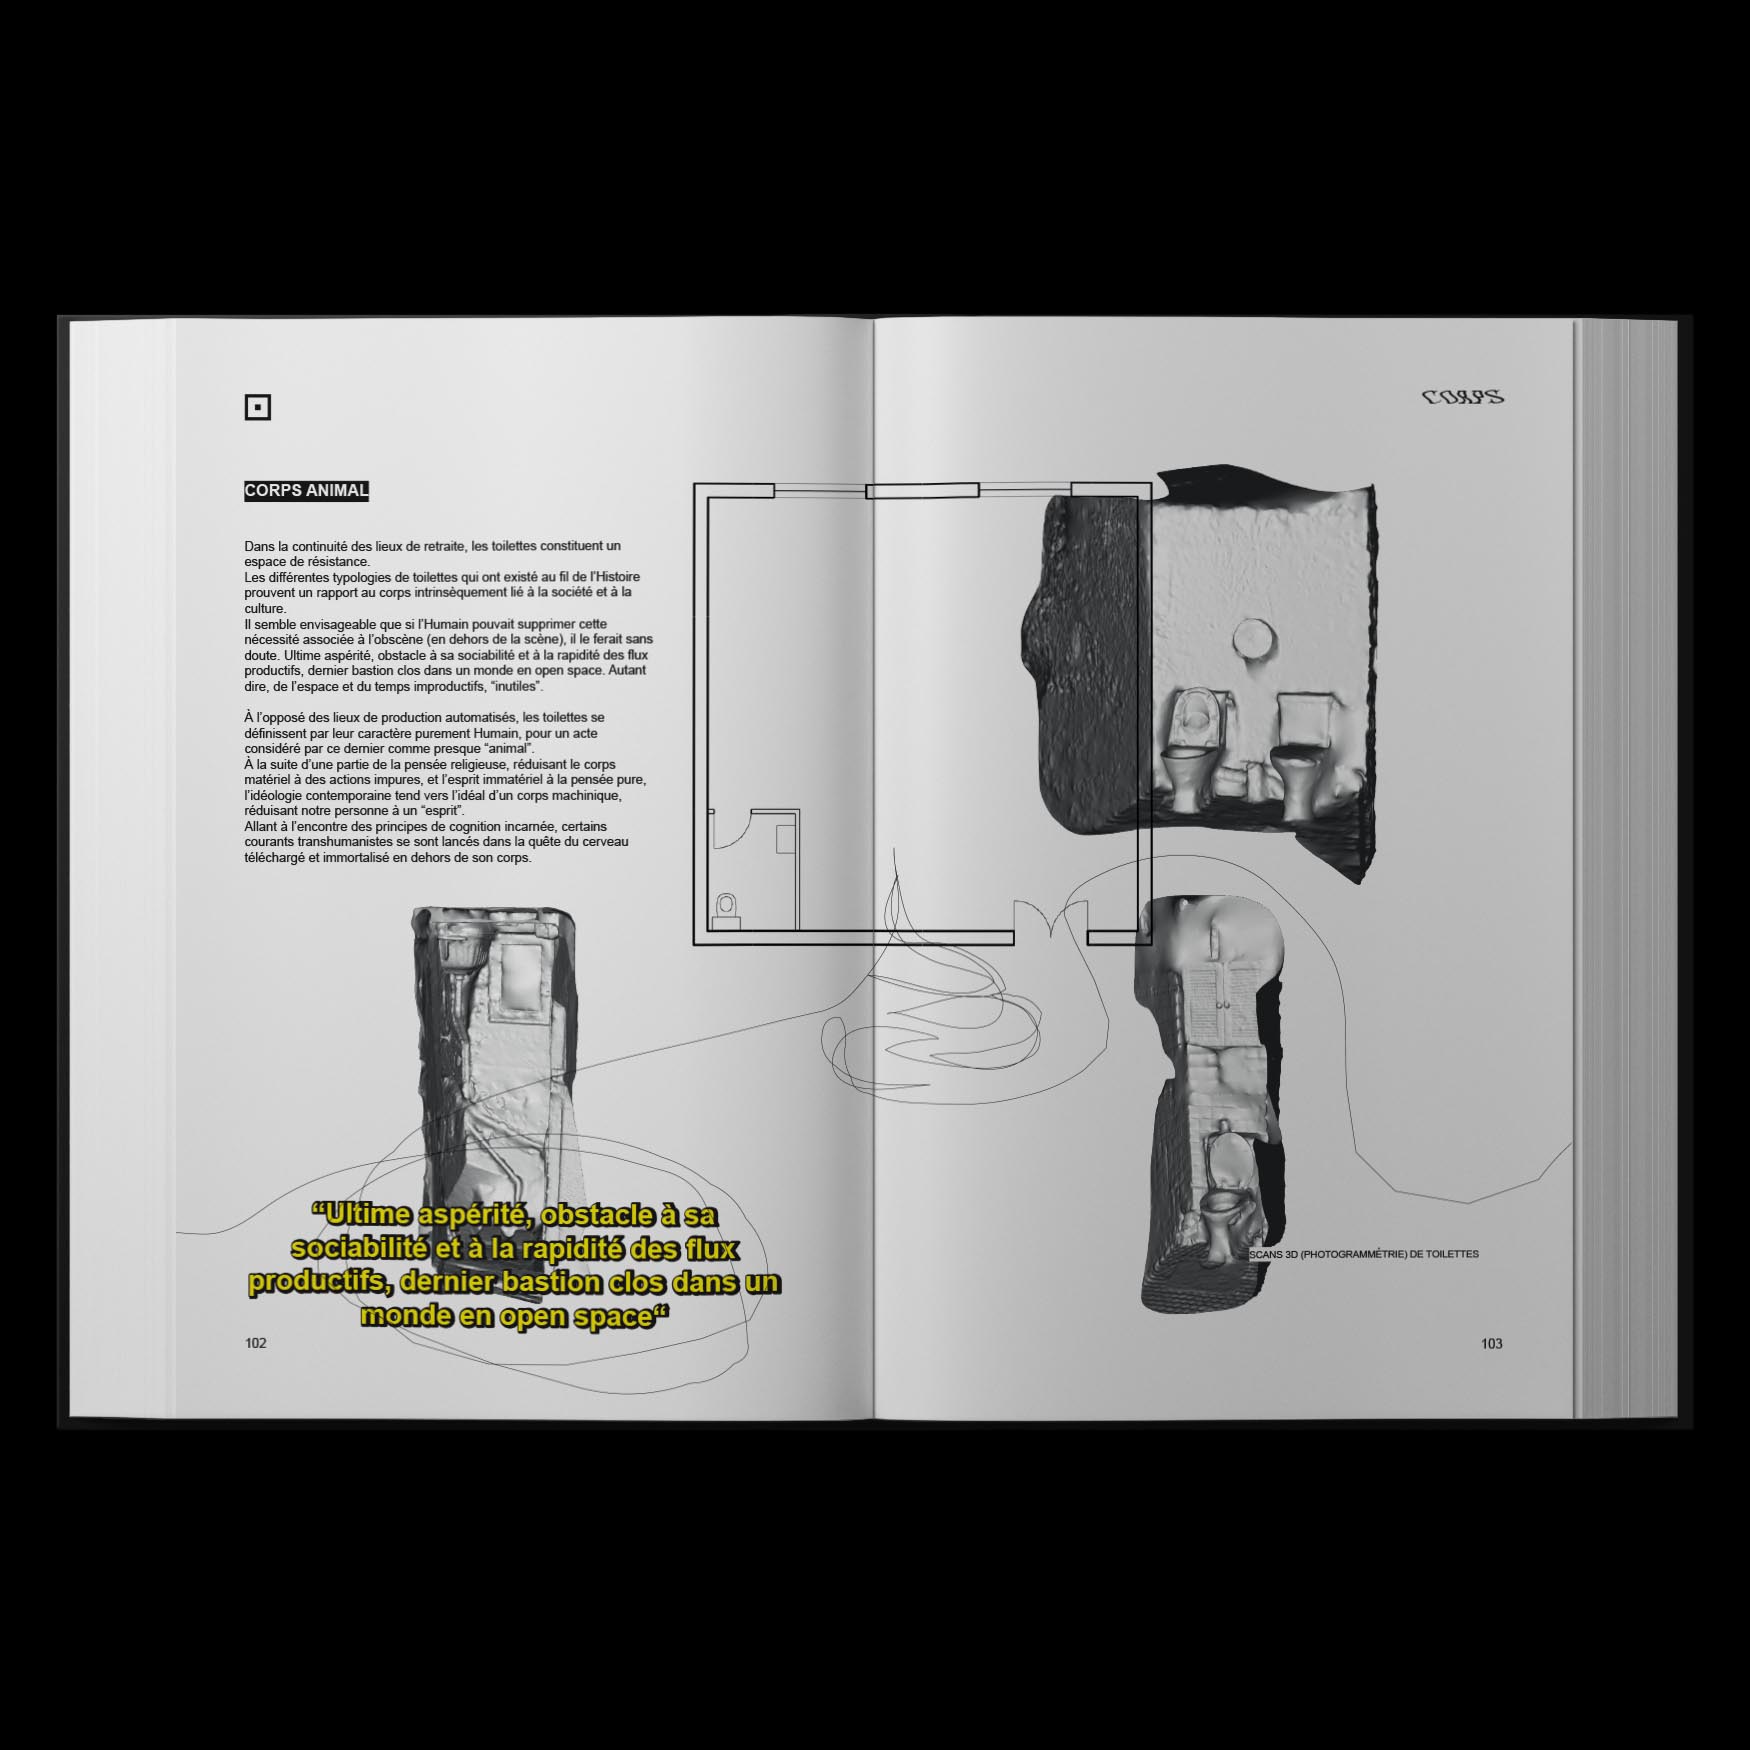 CORPS
CORPS ANIMAL
Dans la continuité des lieux de retraite, les toilettes constituent un
espace de résistance.
Les différentes typologies de toilettes qui ont existé au fil de l’Histoire
prouvent un rapport au corps intrinsèquement lié à la société et à la
culture.
Il semble envisageable que si l’Humain pouvait supprimer cette
nécessité associée à l’obscène (en dehors de la scène), il le ferait sans
doute. Ultime aspérité, obstacle à sa sociabilité et à la rapidité des flux
productifs, dernier bastion clos dans un monde en open space. Autant
dire, de l’espace et du temps improductifs, “inutiles”.
À l’opposé des lieux de production automatisés, les toilettes se
définissent par leur caractère purement Humain, pour un acte
considéré par ce dernier comme presque “animal”.
À la suite d’une partie de la pensée religieuse, réduisant le corps
matériel à des actions impures, et l’esprit immatériel à la pensée pure,
l’idéologie contemporaine tend vers l’idéal d’un corps machinique,
réduisant notre personne à un “esprit”.
Allant à l’encontre des principes de cognition incarnée, certains
courants transhumanistes se sont lancés dans la quête du cerveau
téléchargé et immortalisé en dehors de son corps.
“Ultime aspérité, obstacle à sa
sociabilité et à la rapidité des flux
productifs, dernier bastion clos dans un
monde en open space“
SCANS 3D (PHOTOGRAMMÉTRIE) DE TOILETTES
102
103